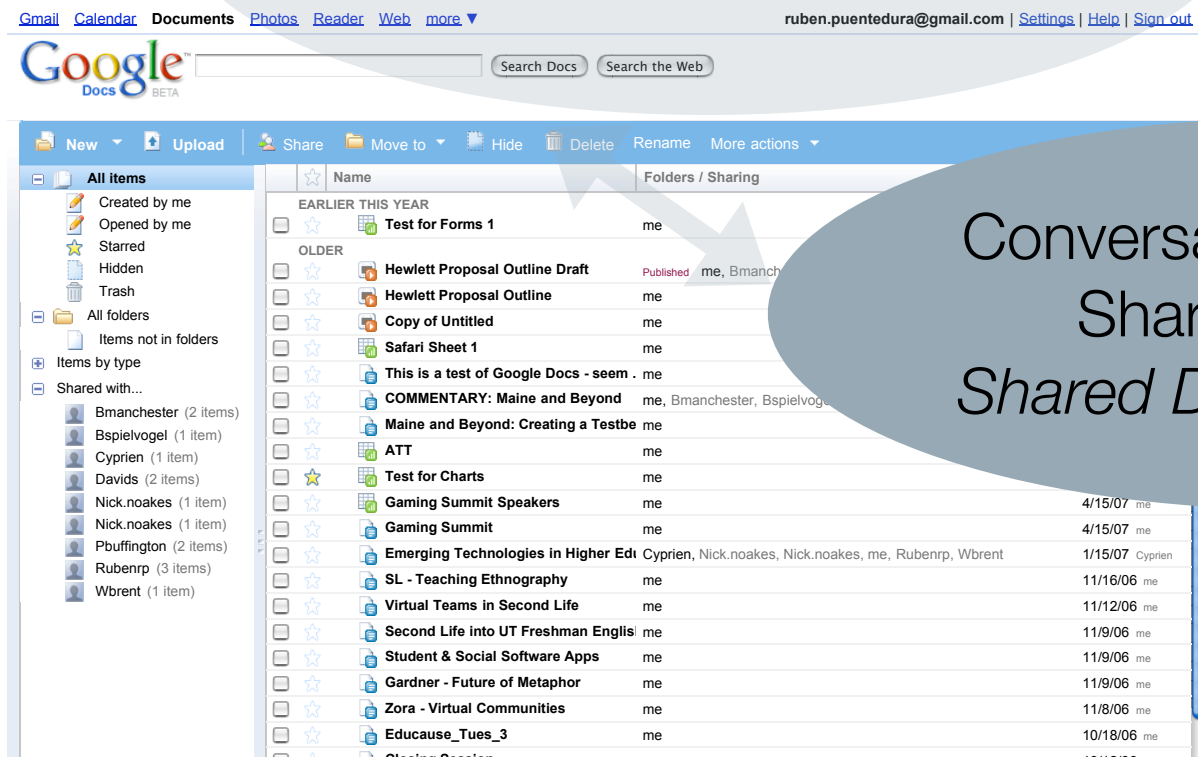 Gmail Calendar Documents Photos Reader Web more ▼ ruben.puentedura@gmail.com | Settings | Help | Sign out
Google™ Docs BETA Search Docs Search the Web
New Upload Share Move to Hide Delete Rename More actions
All items
Created by me
Opened by me
Starred
Hidden
Trash
All folders
Items not in folders
Items by type
Shared with...
Bmanchester (2 items)
Bspielvogel (1 item)
Cyprien (1 item)
Davids (2 items)
Nick.noakes (1 item)
Nick.noakes (1 item)
Pbuffington (2 items)
Rubenrp (3 items)
Wbrent (1 item)
Name Folders / Sharing
EARLIER THIS YEAR
Test for Forms 1 me
OLDER
Hewlett Proposal Outline Draft Published me, Bmanch
Hewlett Proposal Outline me
Copy of Untitled me
Safari Sheet 1 me
This is a test of Google Docs - seem . me
COMMENTARY: Maine and Beyond me, Bmanchester, Bspielvoge
Maine and Beyond: Creating a Testbe me
ATT me
Test for Charts me
Gaming Summit Speakers me 4/15/07 me
Gaming Summit me 4/15/07 me
Emerging Technologies in Higher Edu Cyprien, Nick.noakes, Nick.noakes, me, Rubenrp, Wbrent 1/15/07 Cyprien
SL - Teaching Ethnography me 11/16/06 me
Virtual Teams in Second Life me 11/12/06 me
Second Life into UT Freshman Englis me 11/9/06 me
Student & Social Software Apps me 11/9/06 me
Gardner - Future of Metaphor me 11/9/06 me
Zora - Virtual Communities me 11/8/06 me
Educause_Tues_3 me 10/18/06 me
Conversa
Shar
Shared D